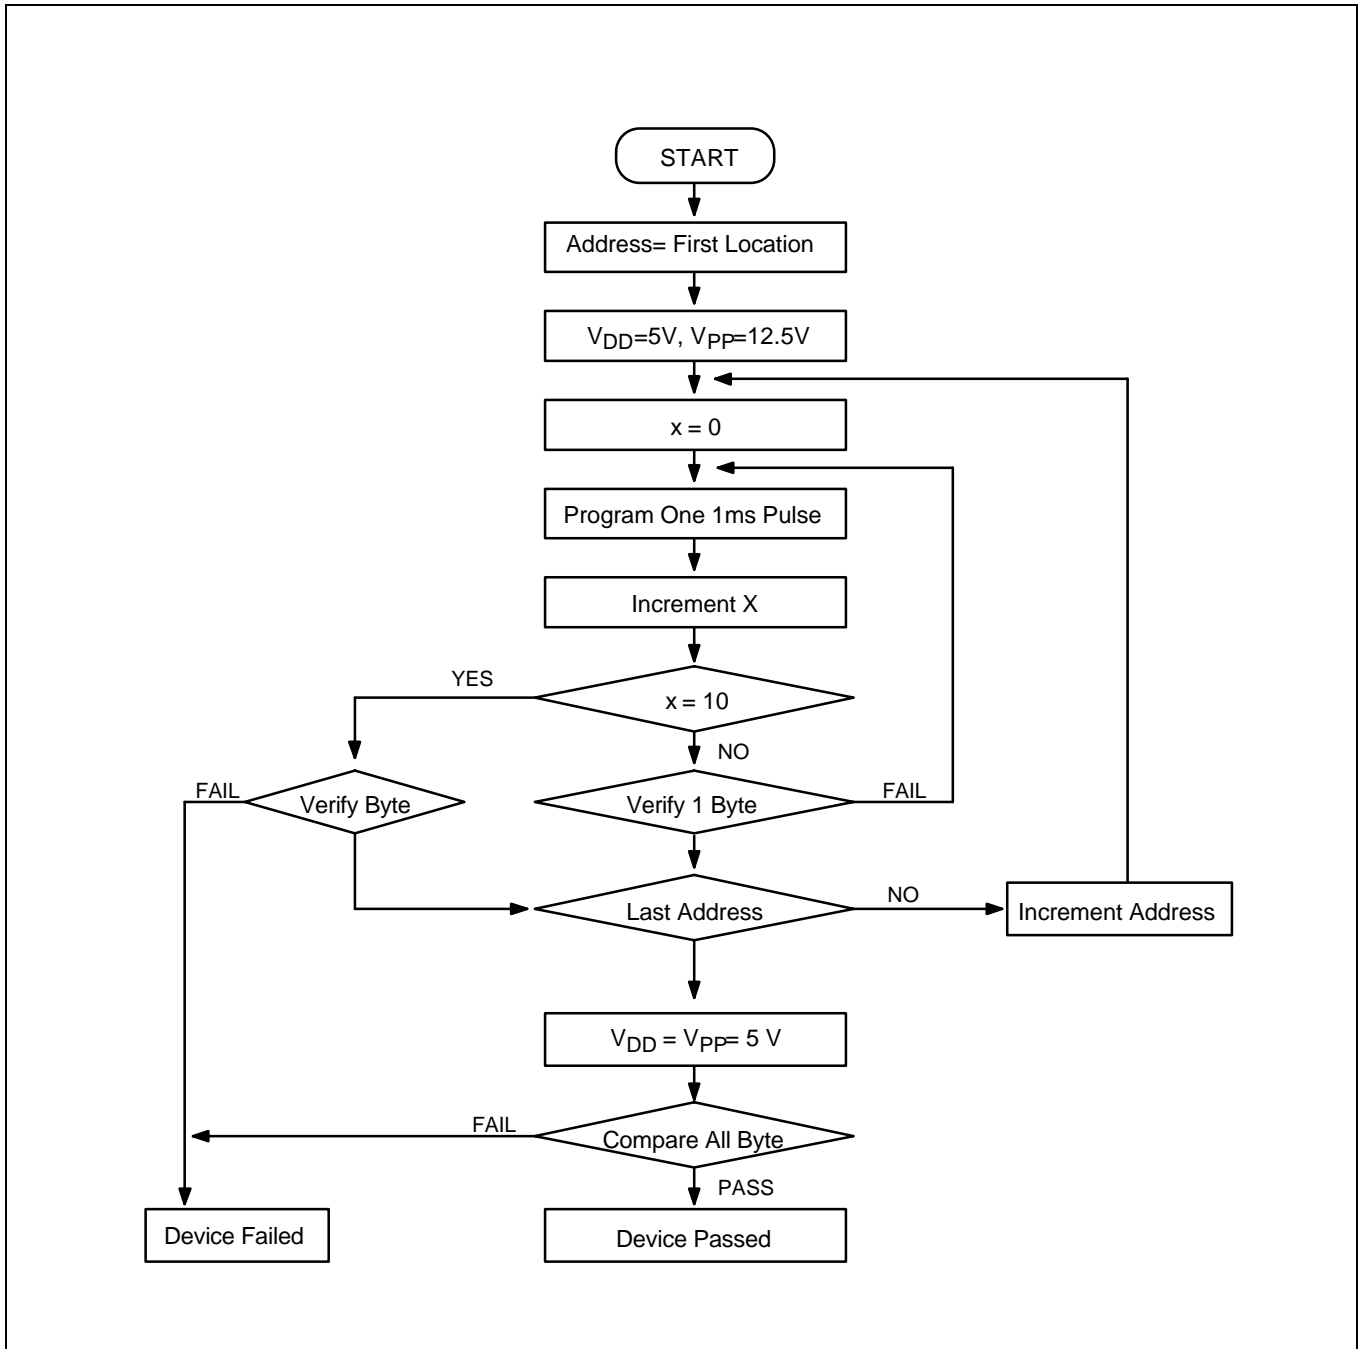 START
Address= First Location
VDD=5V, VPP=12.5V
x = 0
Program One 1ms Pulse
Increment X
YES
x = 10
NO
FAIL
Verify Byte
Verify 1 Byte
FAIL
Last Address
NO
Increment Address
VDD = VPP= 5 V
FAIL
Compare All Byte
PASS
Device Failed
Device Passed